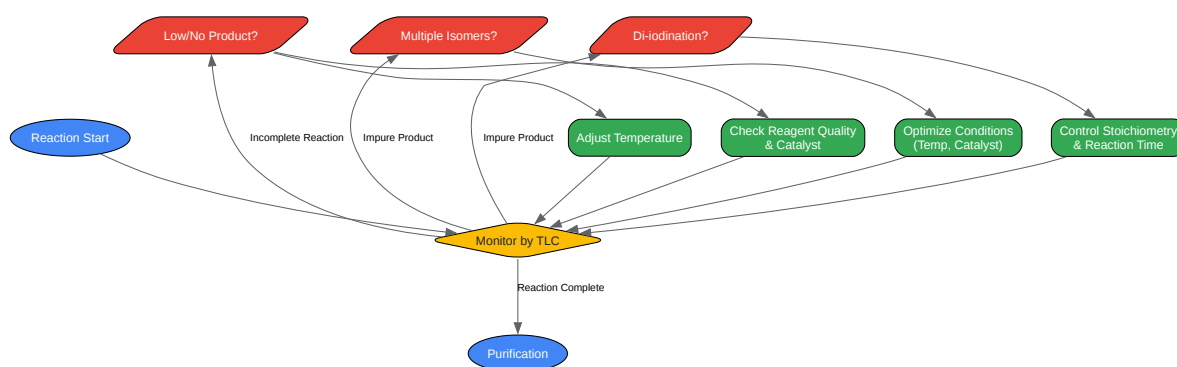 Low/No Product?
Multiple Isomers?
Di-iodination?
Reaction Start
Incomplete Reaction
Impure Product
Impure Product
Adjust Temperature
Check Reagent Quality
& Catalyst
Optimize Conditions
(Temp, Catalyst)
Control Stoichiometry
& Reaction Time
Monitor by TLC
Reaction Complete
Purification